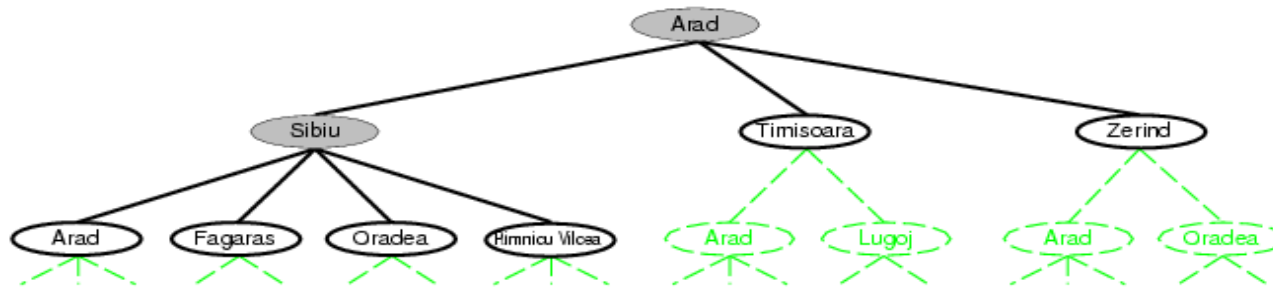 Arad
Sibiu Timisoara Zerind
Arad Fagaras Oradea Rimnicu Vilcea Arad Lugoj Arad Oradea